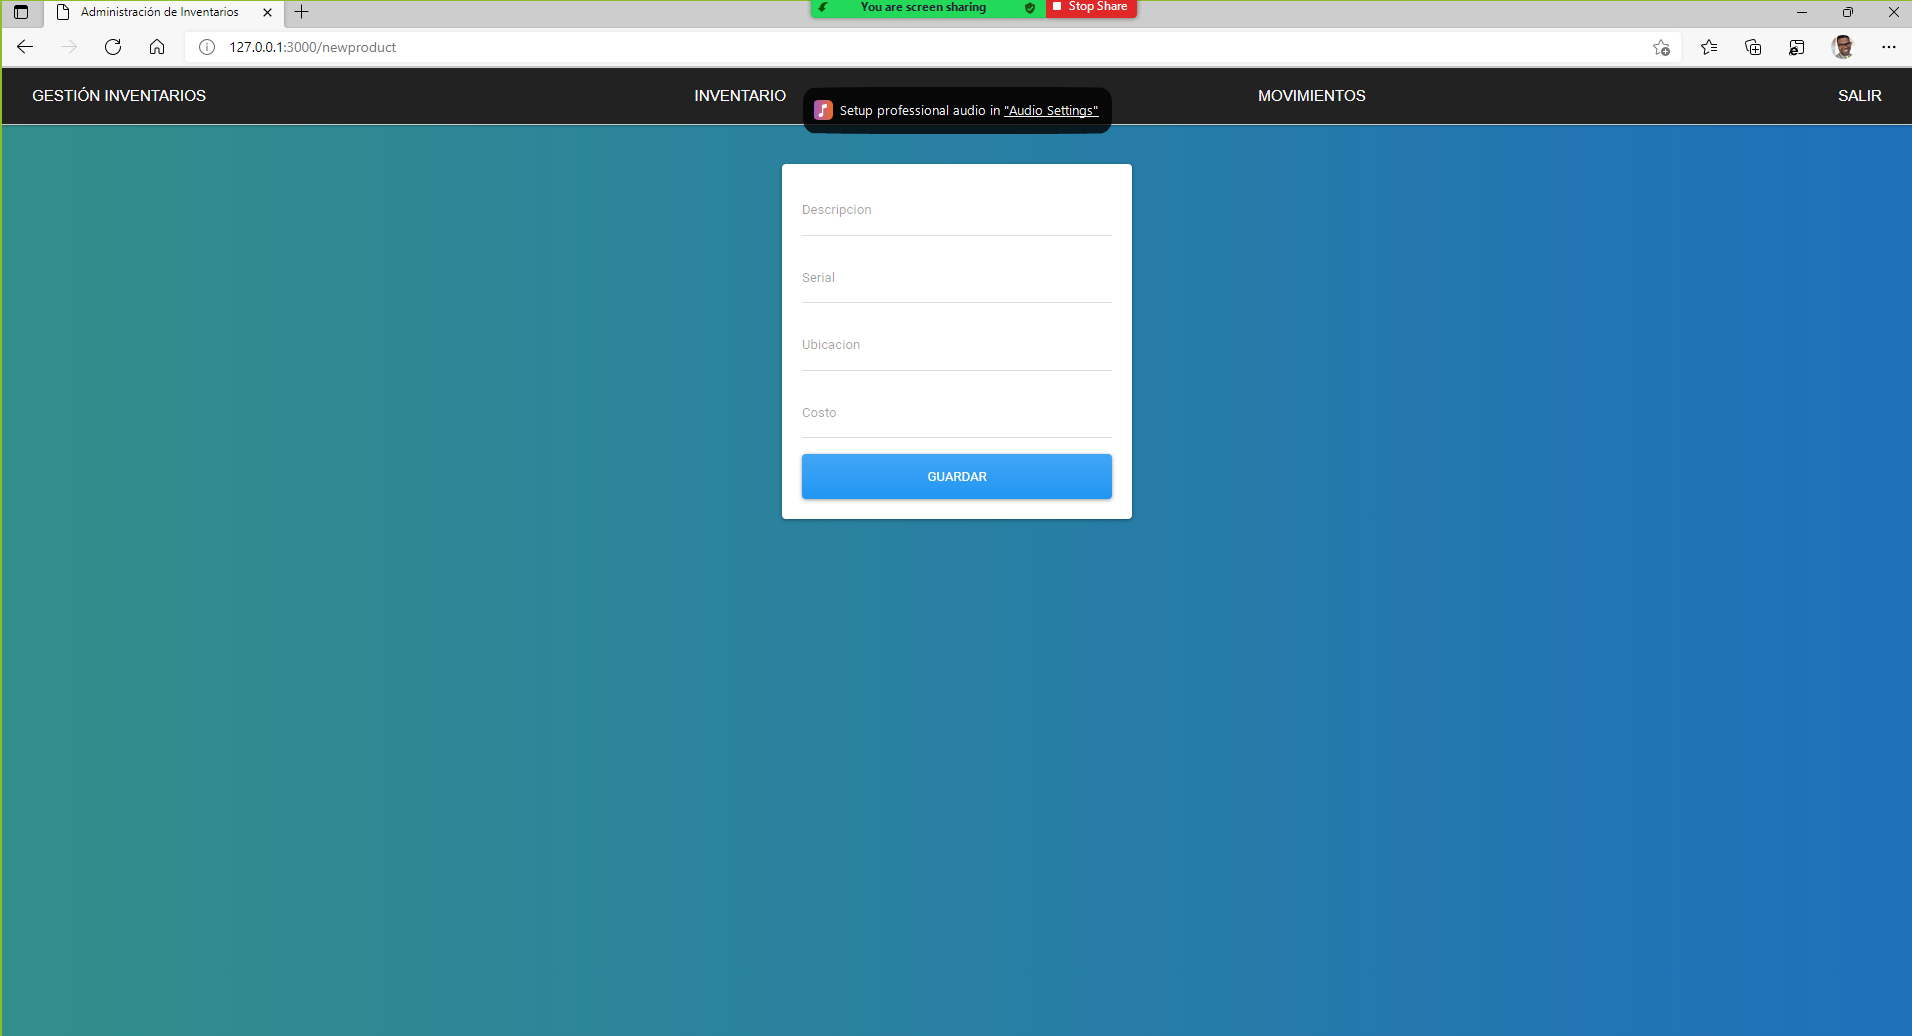 Administración de Inventarios
You are screen sharing
Stop Share
127.0.0.1:3000/newproduct
GESTIÓN INVENTARIOS
INVENTARIO
MOVIMIENTOS
SALIR
Setup professional audio in "Audio Settings"
Descripcion
Serial
Ubicacion
Costo
GUARDAR